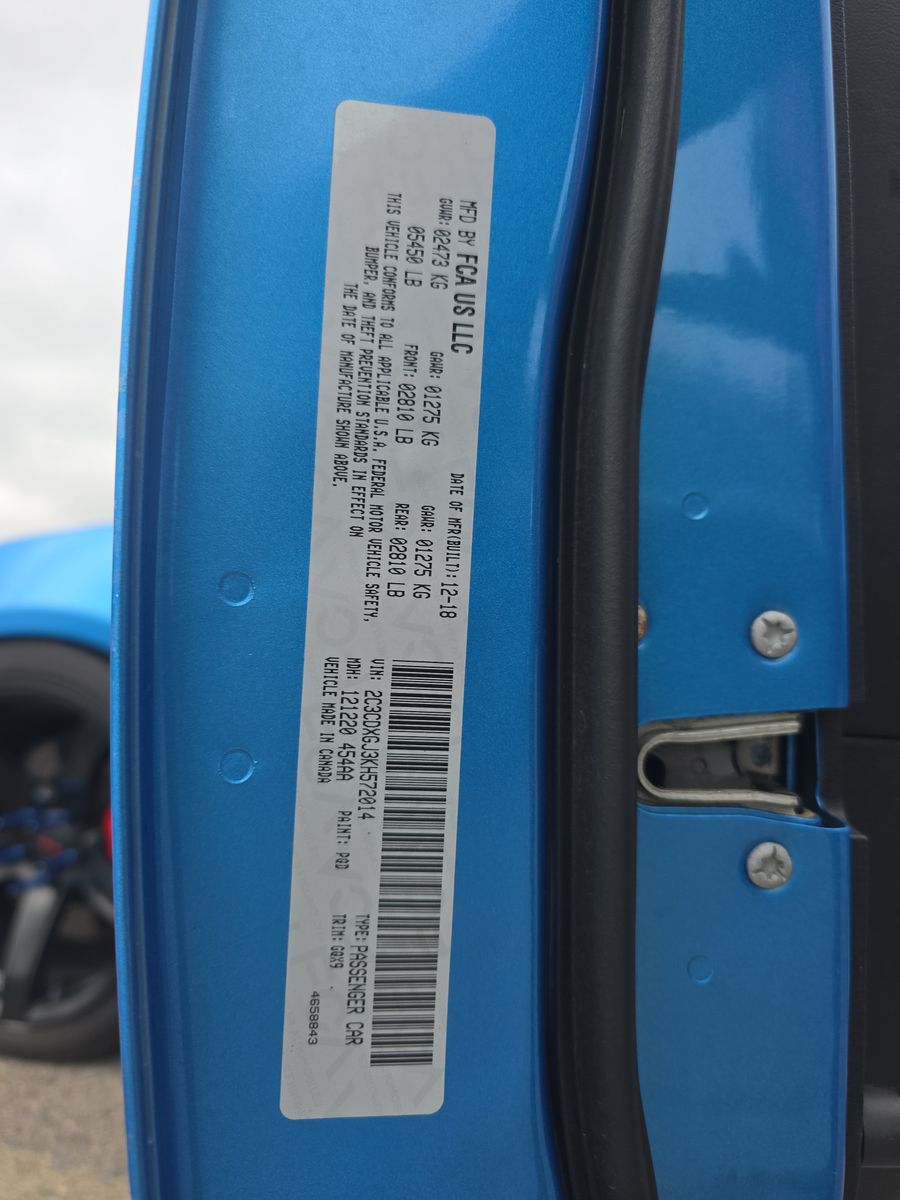 MFD BY FCA US LLC
DATE OF MFR(BUILT): 12-18
GVWR: 02473 KG GAWR: 01275 KG GAWR: 01275 KG
05450 LB FRONT: 02810 LB REAR: 02810 LB
THIS VEHICLE CONFORMS TO ALL APPLICABLE U.S.A. FEDERAL MOTOR VEHICLE SAFETY,
BUMPER, AND THEFT PREVENTION STANDARDS IN EFFECT ON
THE DATE OF MANUFACTURE SHOWN ABOVE.
VIN: 2C3CDXGJ3KH572014 TYPE: PASSENGER CAR
MDH: 121220 454AA PAINT: PQD TRIM: GQX9
VEHICLE MADE IN CANADA
4658843